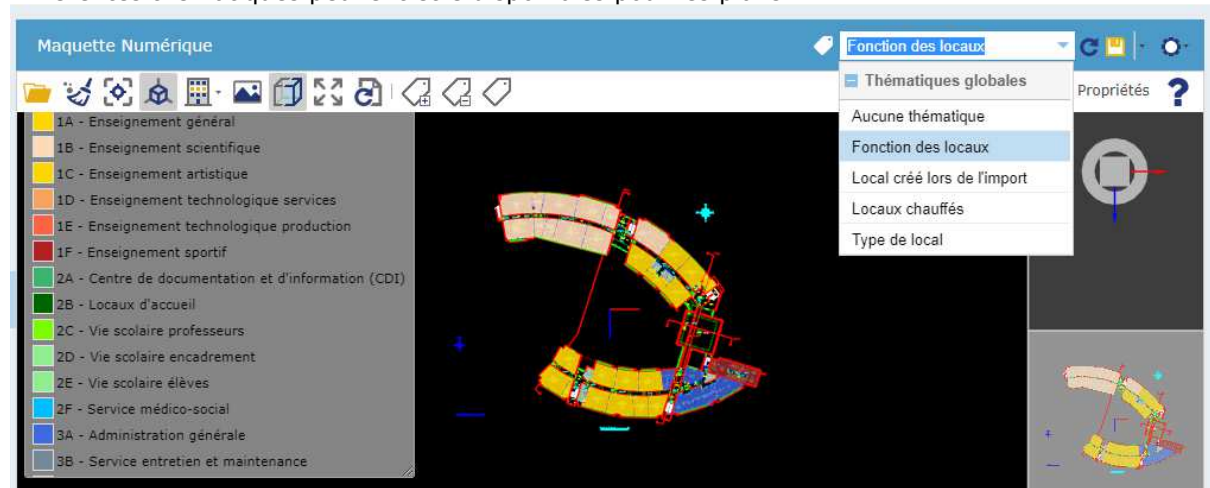 Maquette Numérique
Fonction des locaux
Thématiques globales
Propriétés
Aucune thématique
Fonction des locaux
Local créé lors de l'import
Locaux chauffés
Type de local
1A - Enseignement général
1B - Enseignement scientifique
1C - Enseignement artistique
1D - Enseignement technologique services
1E - Enseignement technologique production
1F - Enseignement sportif
2A - Centre de documentation et d'information (CDI)
2B - Locaux d'accueil
2C - Vie scolaire professeurs
2D - Vie scolaire encadrement
2E - Vie scolaire élèves
2F - Service médico-social
3A - Administration générale
3B - Service entretien et maintenance